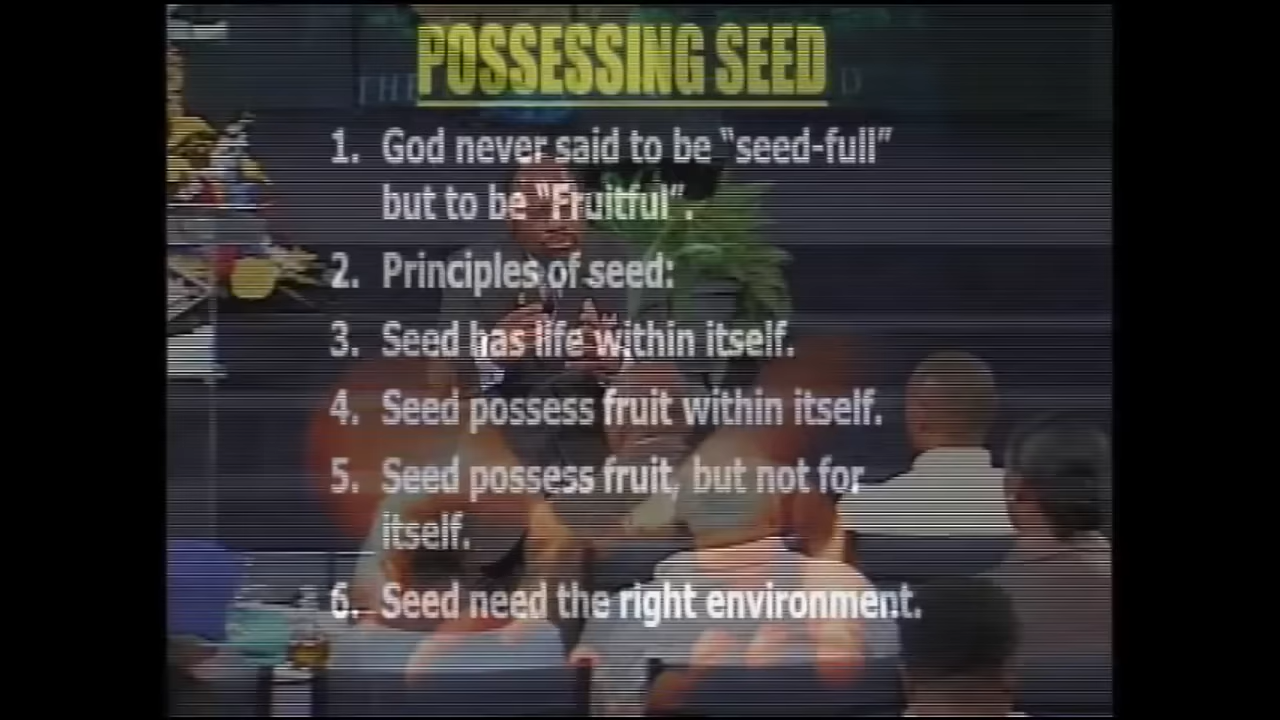 POSSESSING SEED
1. God never said to be “seed-full”
but to be “Fruitful”.
2. Principles of seed:
3. Seed has life within itself.
4. Seed possess fruit within itself.
5. Seed possess fruit, but not for
itself.
6. Seed need the right environment.